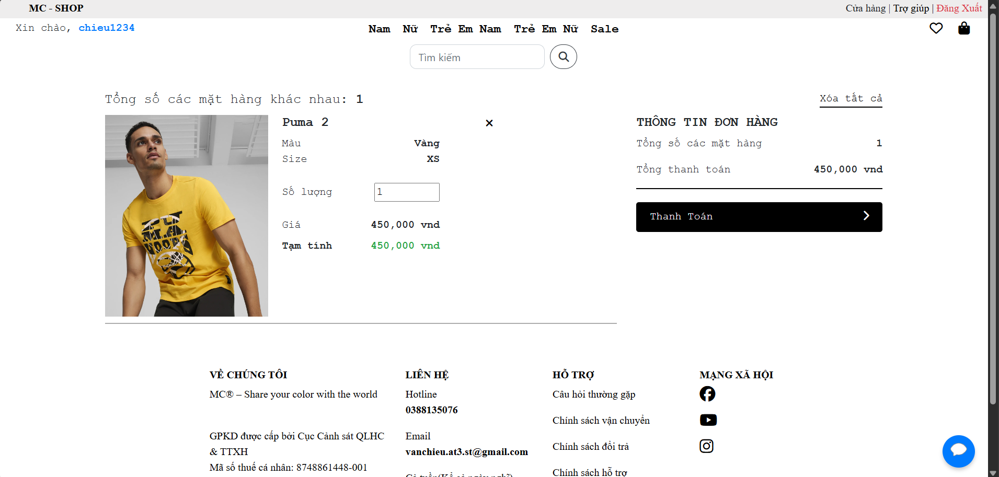 MC - SHOP
Cửa hàng | Trợ giúp | Đăng Xuất
Xin chào, chieu1234
Nam Nữ Trẻ Em Nam Trẻ Em Nữ Sale
Tìm kiếm
Tổng số các mặt hàng khác nhau: 1
Xóa tất cả
Puma 2
Màu Vàng
Size XS
Số lượng 1
Giá 450,000 vnd
Tạm tính 450,000 vnd
THÔNG TIN ĐƠN HÀNG
Tổng số các mặt hàng 1
Tổng thanh toán 450,000 vnd
Thanh Toán
VỀ CHÚNG TÔI
MC® – Share your color with the world
GPKD được cấp bởi Cục Cảnh sát QLHC
& TTXH
Mã số thuế cá nhân: 8748861448-001
LIÊN HỆ
Hotline
0388135076
Email
vanchieu.at3.st@gmail.com
Cả tuần(Kể cả ngày nghỉ)
HỖ TRỢ
Câu hỏi thường gặp
Chính sách vận chuyển
Chính sách đổi trả
Chính sách hỗ trợ
MẠNG XÃ HỘI